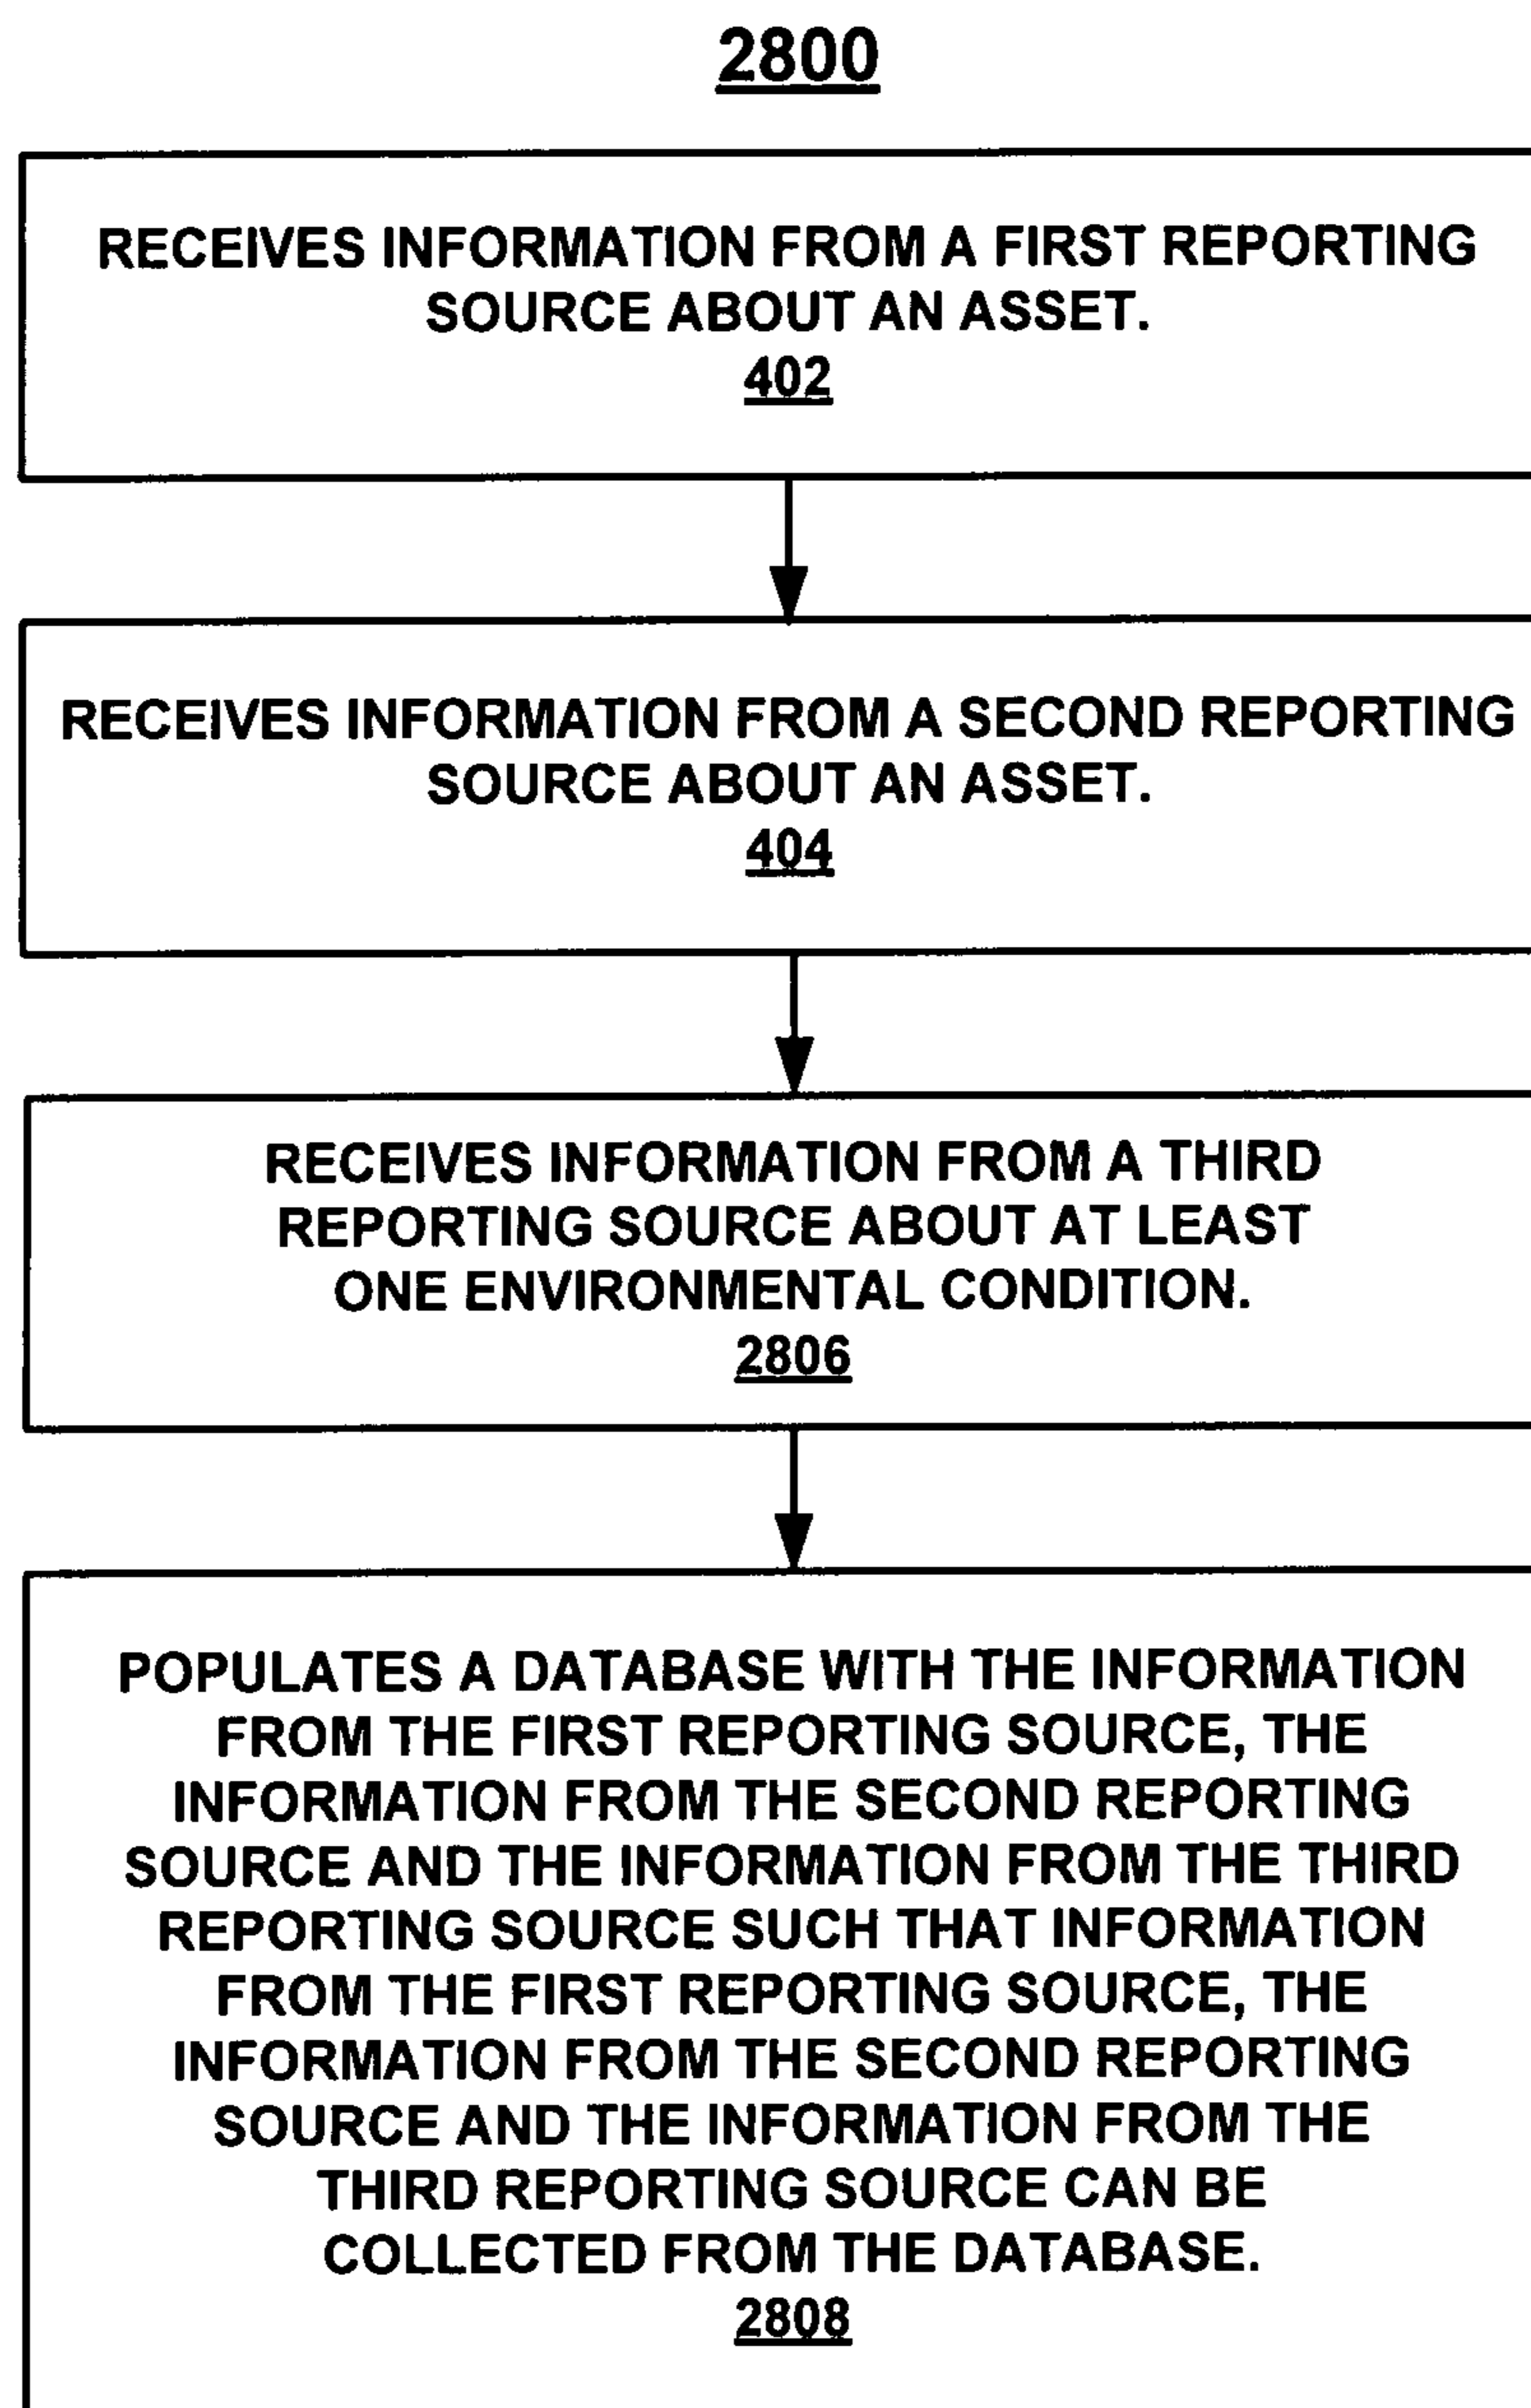 2800
RECEIVES INFORMATION FROM A FIRST REPORTING
SOURCE ABOUT AN ASSET.
402
RECEIVES INFORMATION FROM A SECOND REPORTING
SOURCE ABOUT AN ASSET.
404
RECEIVES INFORMATION FROM A THIRD
REPORTING SOURCE ABOUT AT LEAST
ONE ENVIRONMENTAL CONDITION.
2806
POPULATES A DATABASE WITH THE INFORMATION
FROM THE FIRST REPORTING SOURCE, THE
INFORMATION FROM THE SECOND REPORTING
SOURCE AND THE INFORMATION FROM THE THIRD
REPORTING SOURCE SUCH THAT INFORMATION
FROM THE FIRST REPORTING SOURCE, THE
INFORMATION FROM THE SECOND REPORTING
SOURCE AND THE INFORMATION FROM THE
THIRD REPORTING SOURCE CAN BE
COLLECTED FROM THE DATABASE.
2808